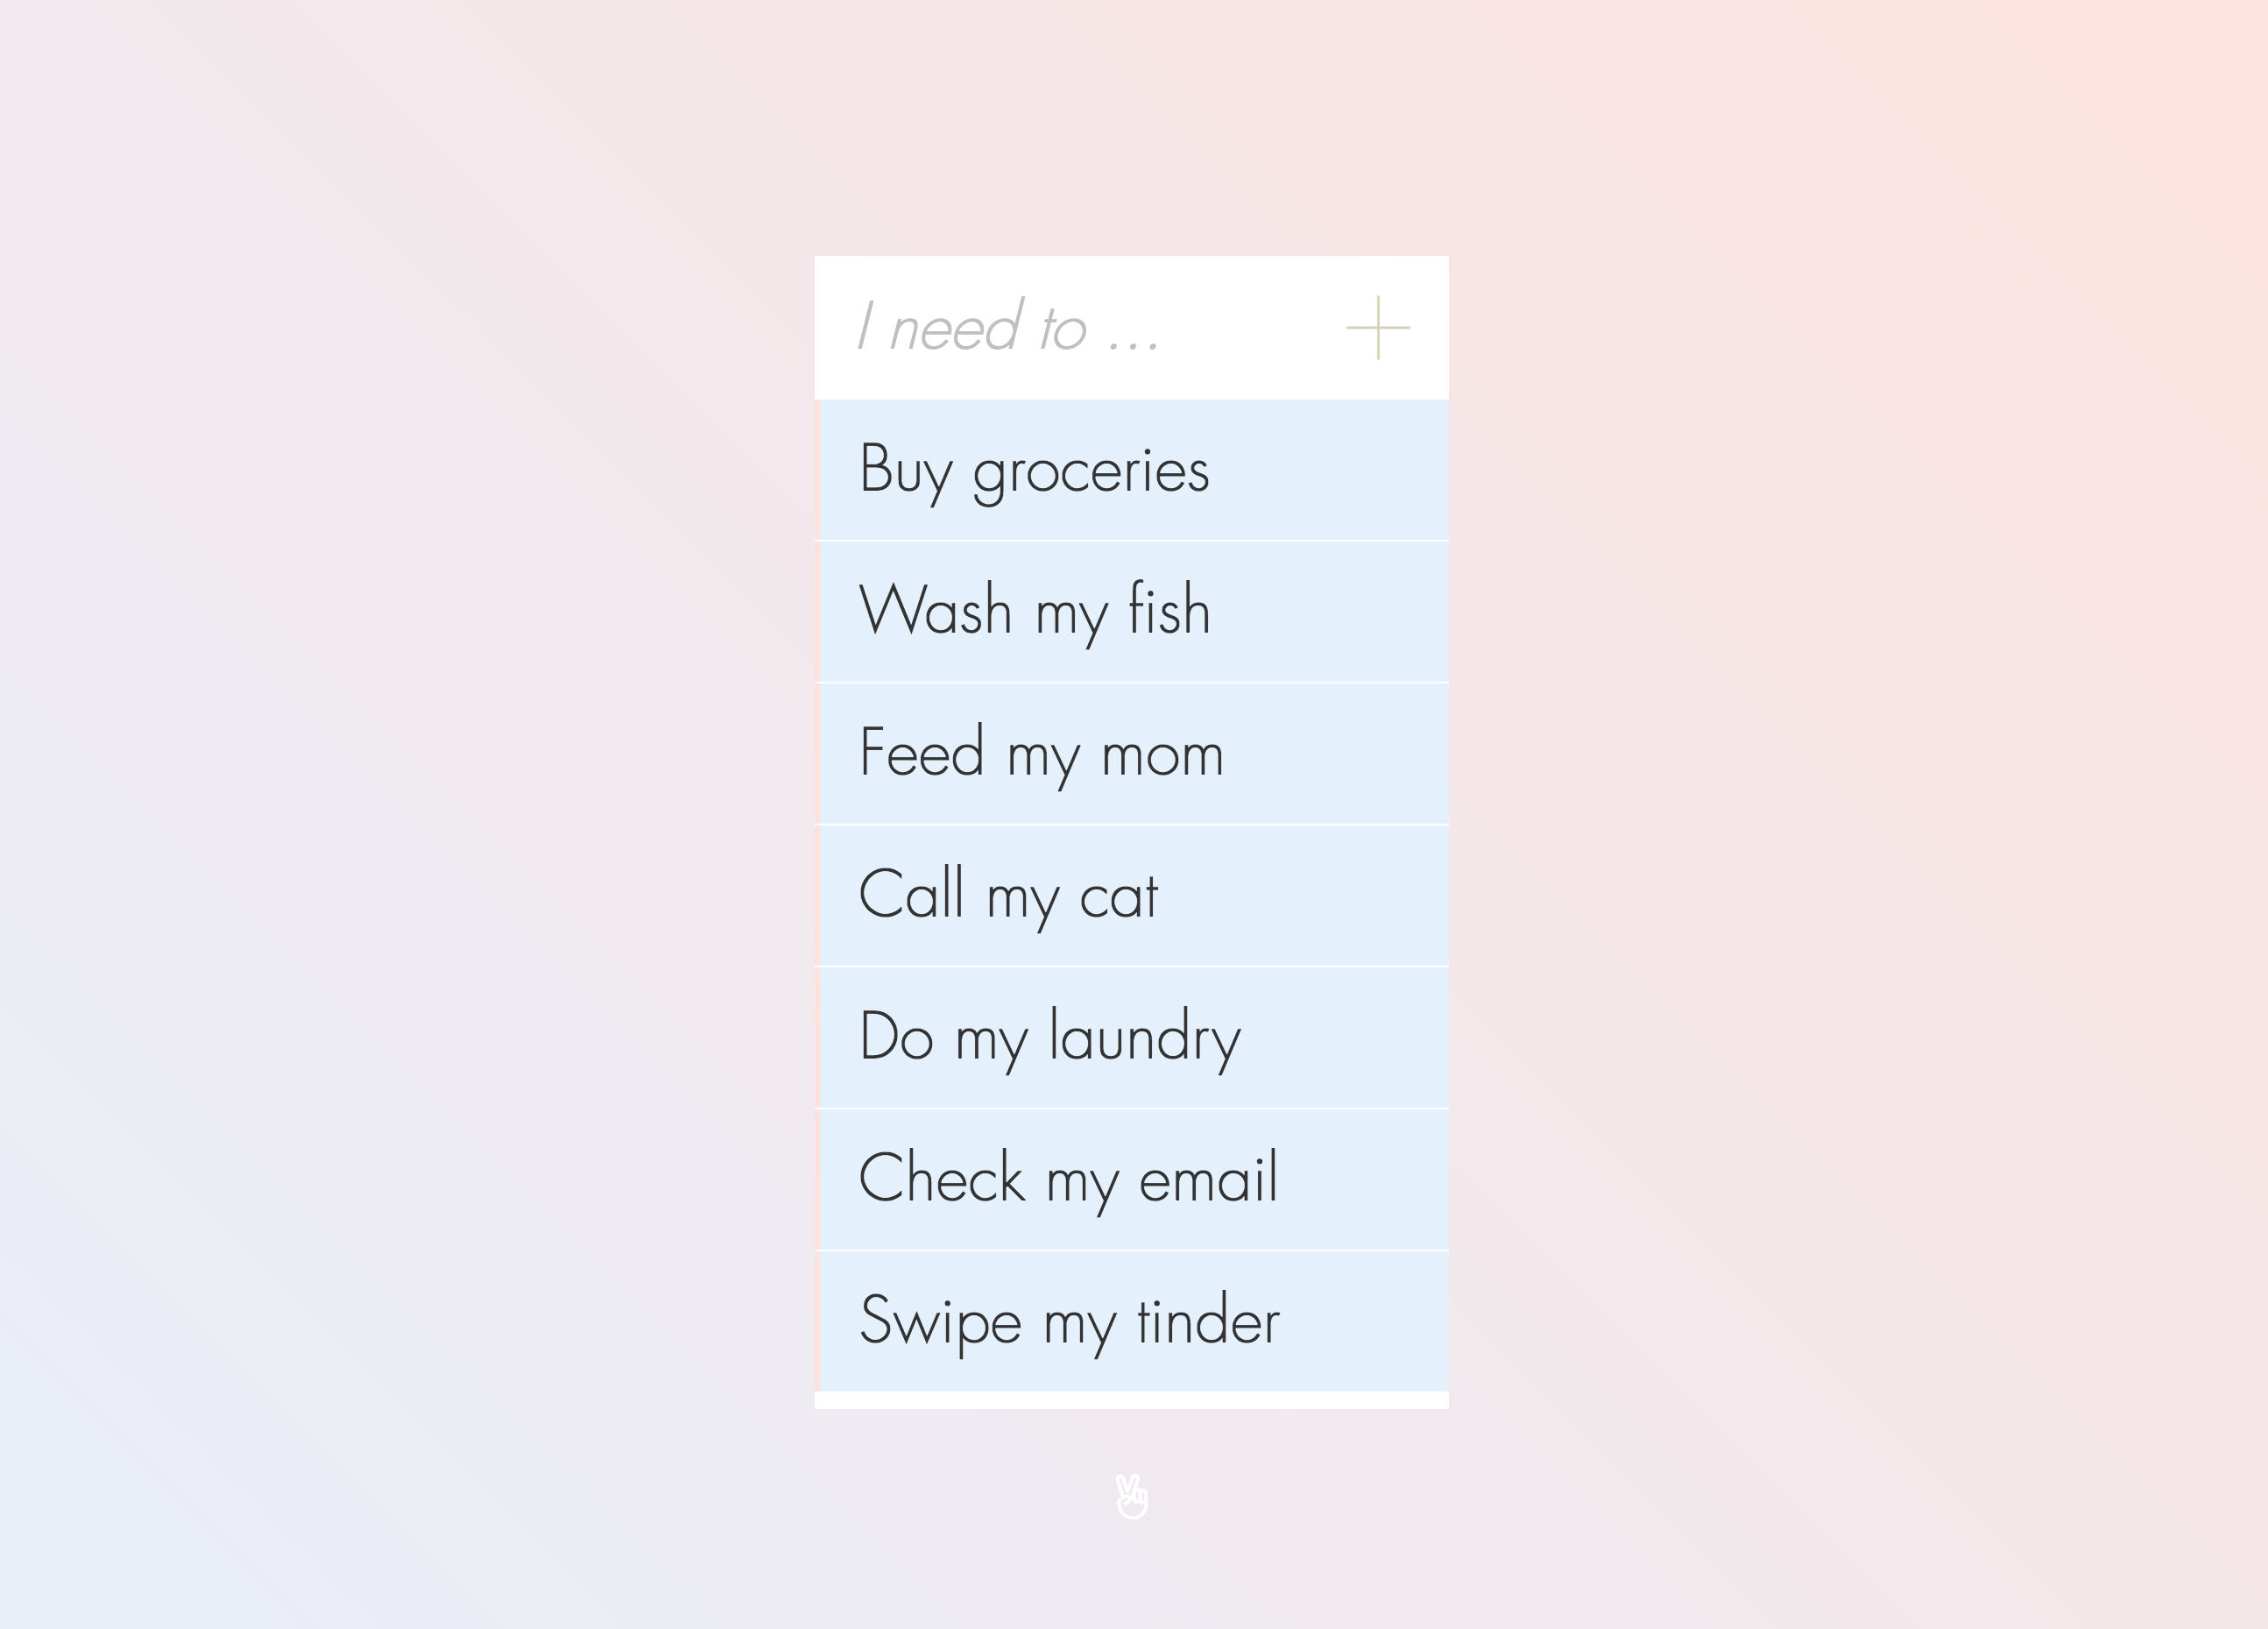 I need to ...
Buy groceries
Wash my fish
Feed my mom
Call my cat
Do my laundry
Check my email
Swipe my tinder